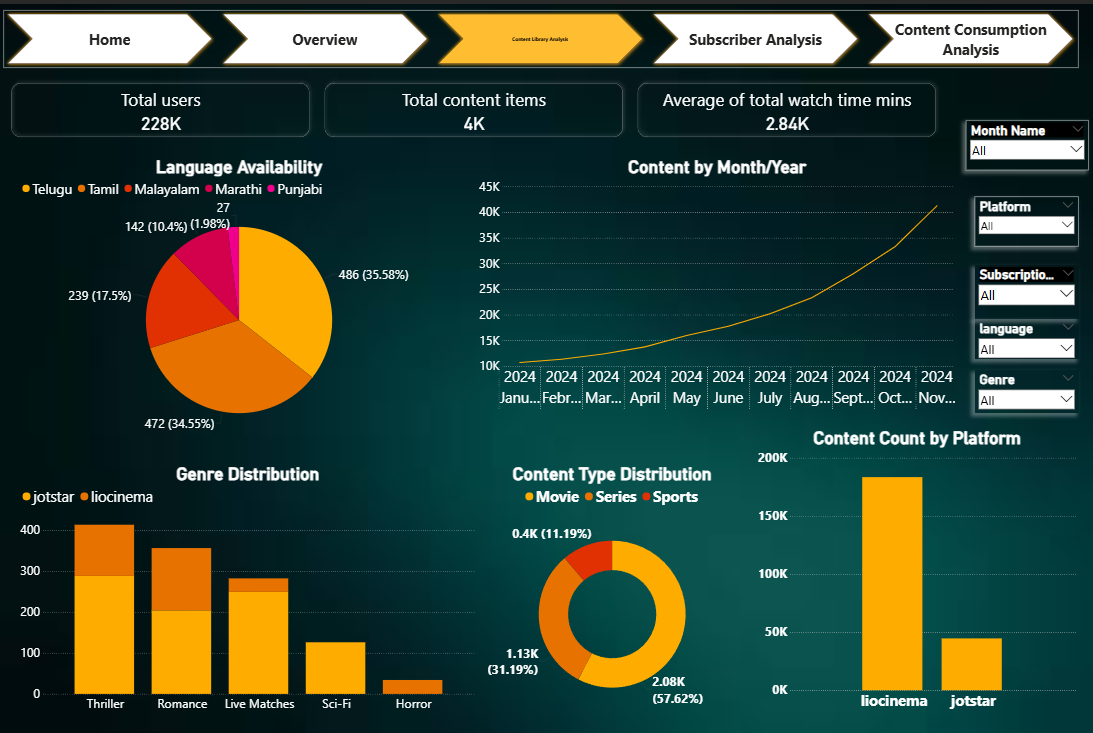 Home
Overview
Content Library Analysis
Subscriber Analysis
Content Consumption
Analysis
Total users
228K
Total content items
4K
Average of total watch time mins
2.84K
Month Name
All
Platform
All
Subscriptio...
All
language
All
Genre
All
Language Availability
Telugu Tamil Malayalam Marathi Punjabi
27
(1.98%)
142 (10.4%)
239 (17.5%)
486 (35.58%)
472 (34.55%)
Content by Month/Year
45K
40K
35K
30K
25K
20K
15K
10K
2024 2024 2024 2024 2024 2024 2024 2024 2024 2024 2024
Janu... Febr... Mar... April May June July Aug... Sept... Oct... Nov...
Genre Distribution
jotstar liocinema
400
300
200
100
0
Thriller Romance Live Matches Sci-Fi Horror
Content Type Distribution
Movie Series Sports
0.4K (11.19%)
1.13K
(31.19%)
2.08K
(57.62%)
Content Count by Platform
200K
150K
100K
50K
0K
liocinema jotstar